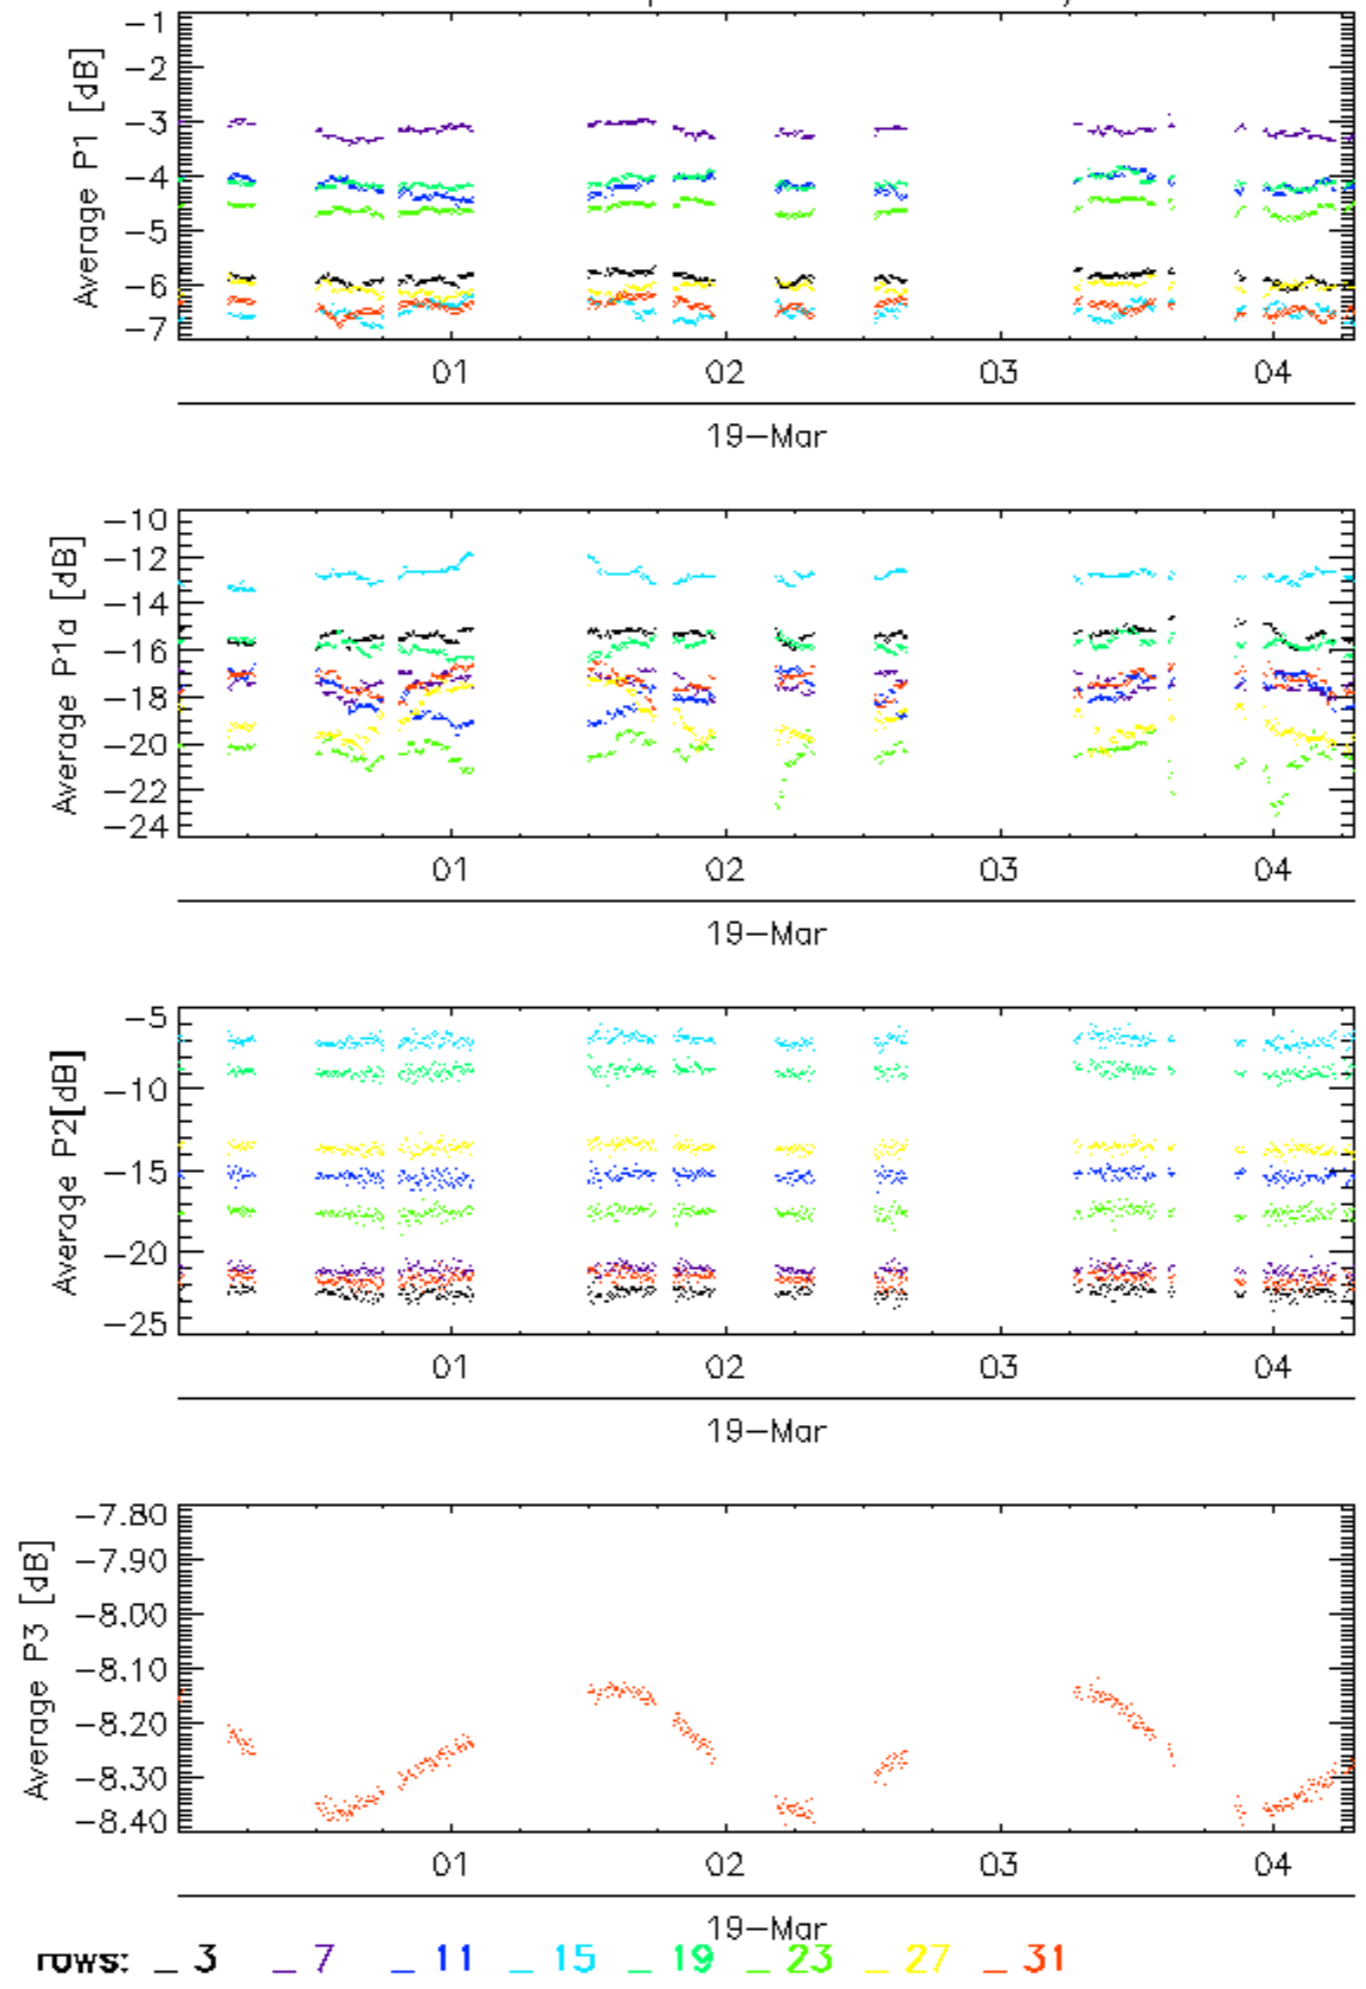 Average P1 [dB]
-1
-2
-3
-4
-5
-6
-7
01 02 03 04
19-Mar
Average P1a [dB]
-10
-12
-14
-16
-18
-20
-22
-24
01 02 03 04
19-Mar
Average P2[dB]
-5
-10
-15
-20
-25
01 02 03 04
19-Mar
Average P3 [dB]
-7.80
-7.90
-8.00
-8.10
-8.20
-8.30
-8.40
01 02 03 04
19-Mar
rows: _ 3 _ 7 _ 11 _ 15 _ 19 _ 23 _ 27 _ 31